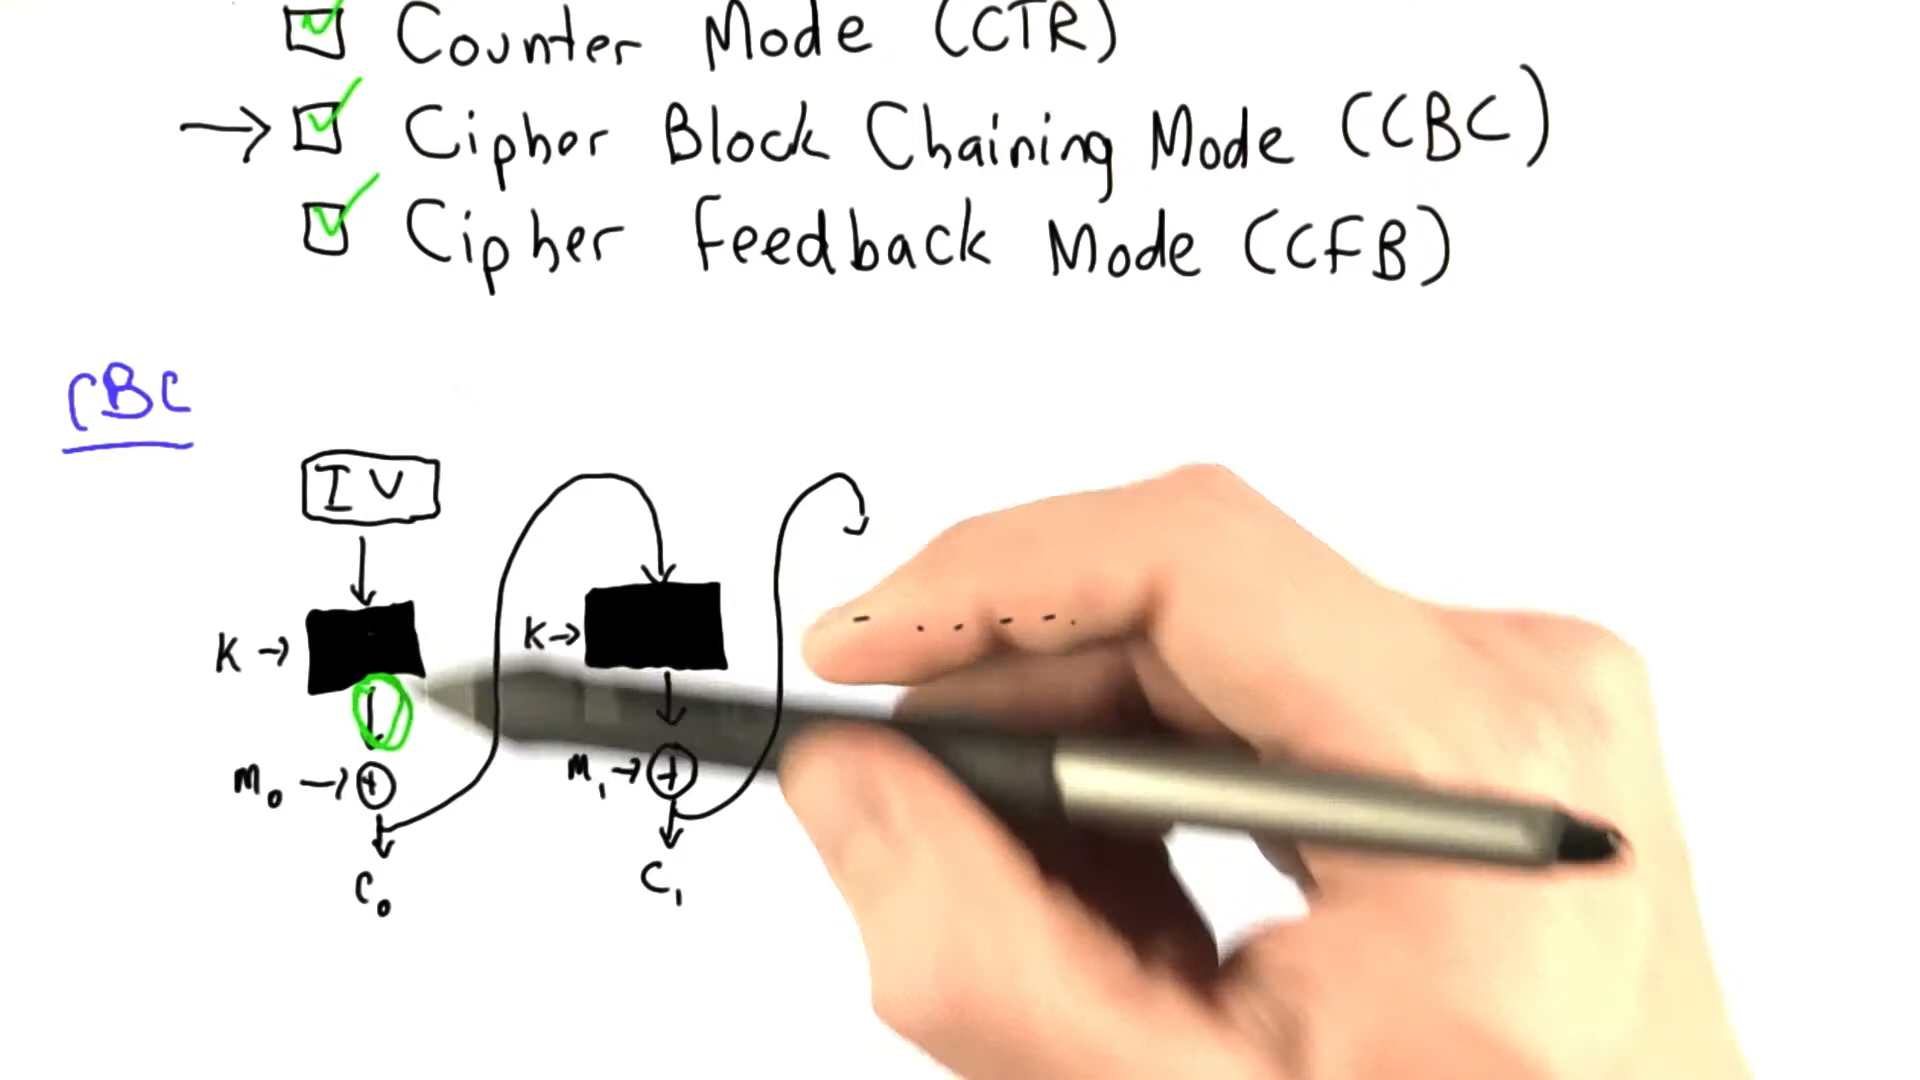 Counter Mode (CTR)
→ Cipher Block Chaining Mode (CBC)
Cipher Feedback Mode (CFB)
CBC
IV
K → K →
m₀ → + m₁ → +
C₀ C₁